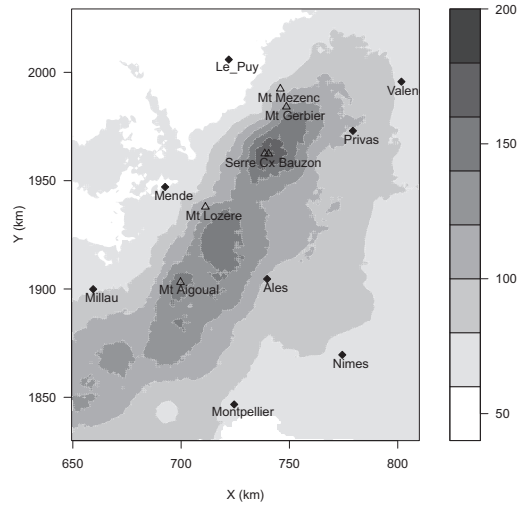 200
2000
Le_Puy
Valen
Mt Mezenc
Mt Gerbier
Privas
150
Serre Cx Bauzon
1950
Mende
Mt Lozere
Y (km)
100
1900
Millau
Mt Aigoual
Ales
Nimes
1850
Montpellier
50
650
700
750
800
X (km)